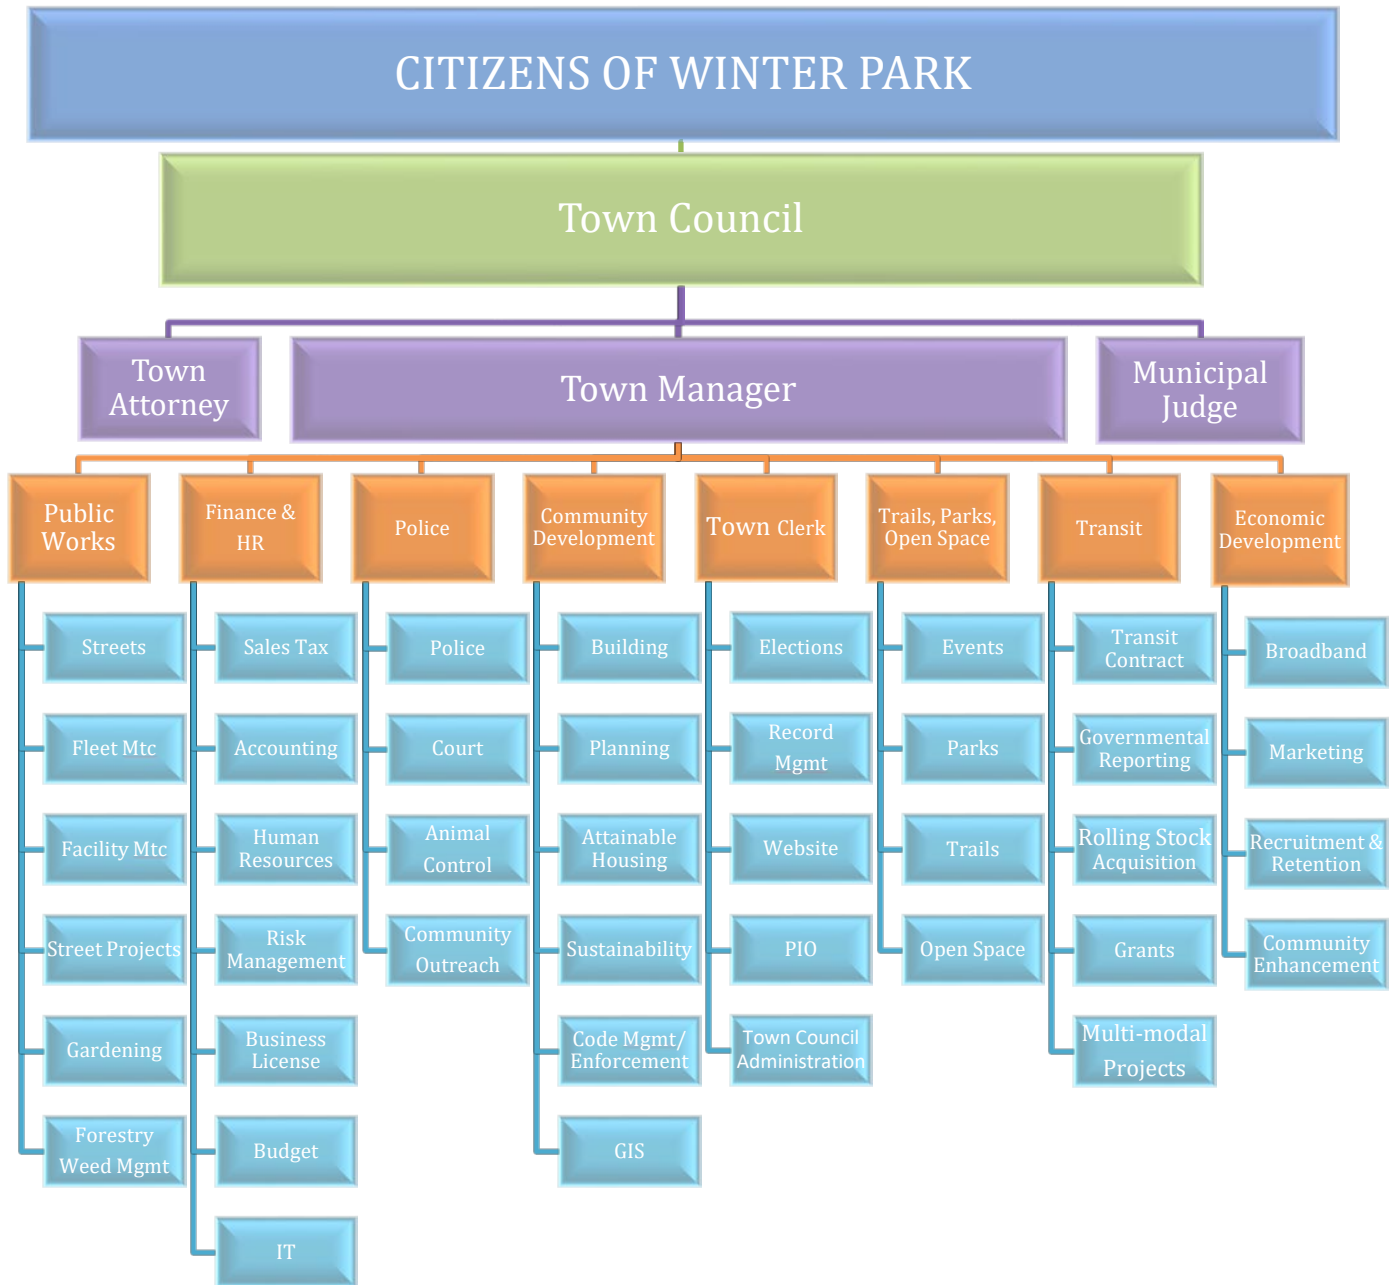 CITIZENS OF WINTER PARK
Town Council
Town
Attorney
Town Manager
Municipal
Judge
Public
Works
Finance &
HR
Police
Community
Development
Town Clerk
Trails, Parks,
Open Space
Transit
Economic
Development
Streets
Fleet Mtc
Facility Mtc
Street Projects
Gardening
Forestry
Weed Mgmt
Sales Tax
Accounting
Human
Resources
Risk
Management
Business
License
Budget
IT
Police
Court
Animal
Control
Community
Outreach
Building
Planning
Attainable
Housing
Sustainability
Code Mgmt/
Enforcement
GIS
Elections
Record
Mgmt
Website
PIO
Town Council
Administration
Events
Parks
Trails
Open Space
Transit
Contract
Governmental
Reporting
Rolling Stock
Acquisition
Grants
Multi-modal
Projects
Broadband
Marketing
Recruitment &
Retention
Community
Enhancement